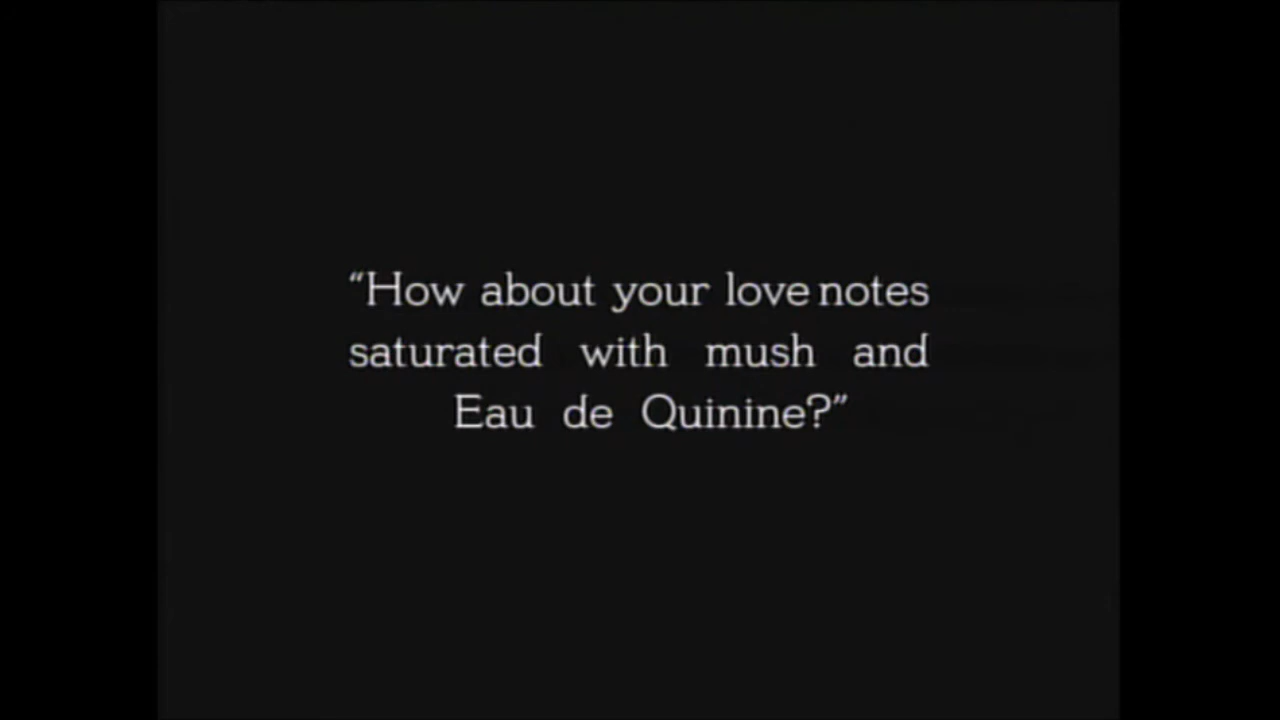 “How about your love notes
saturated with mush and
Eau de Quinine?”